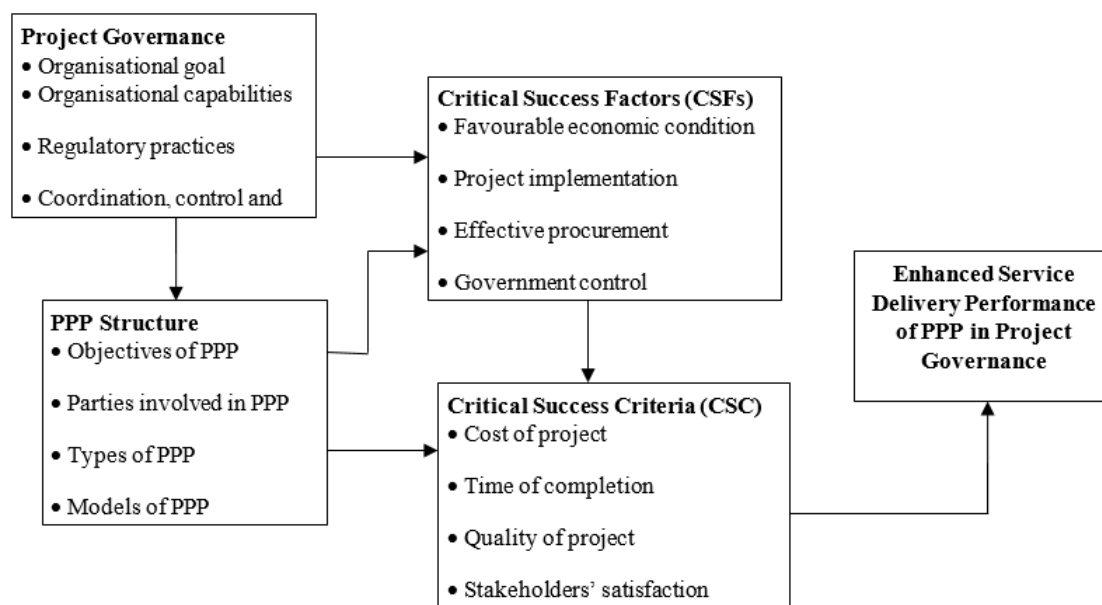 Project Governance
• Organisational goal
• Organisational capabilities
• Regulatory practices
• Coordination, control and
Critical Success Factors (CSFs)
• Favourable economic condition
• Project implementation
• Effective procurement
• Government control
PPP Structure
• Objectives of PPP
• Parties involved in PPP
• Types of PPP
• Models of PPP
Critical Success Criteria (CSC)
• Cost of project
• Time of completion
• Quality of project
• Stakeholders’ satisfaction
Enhanced Service
Delivery Performance
of PPP in Project
Governance